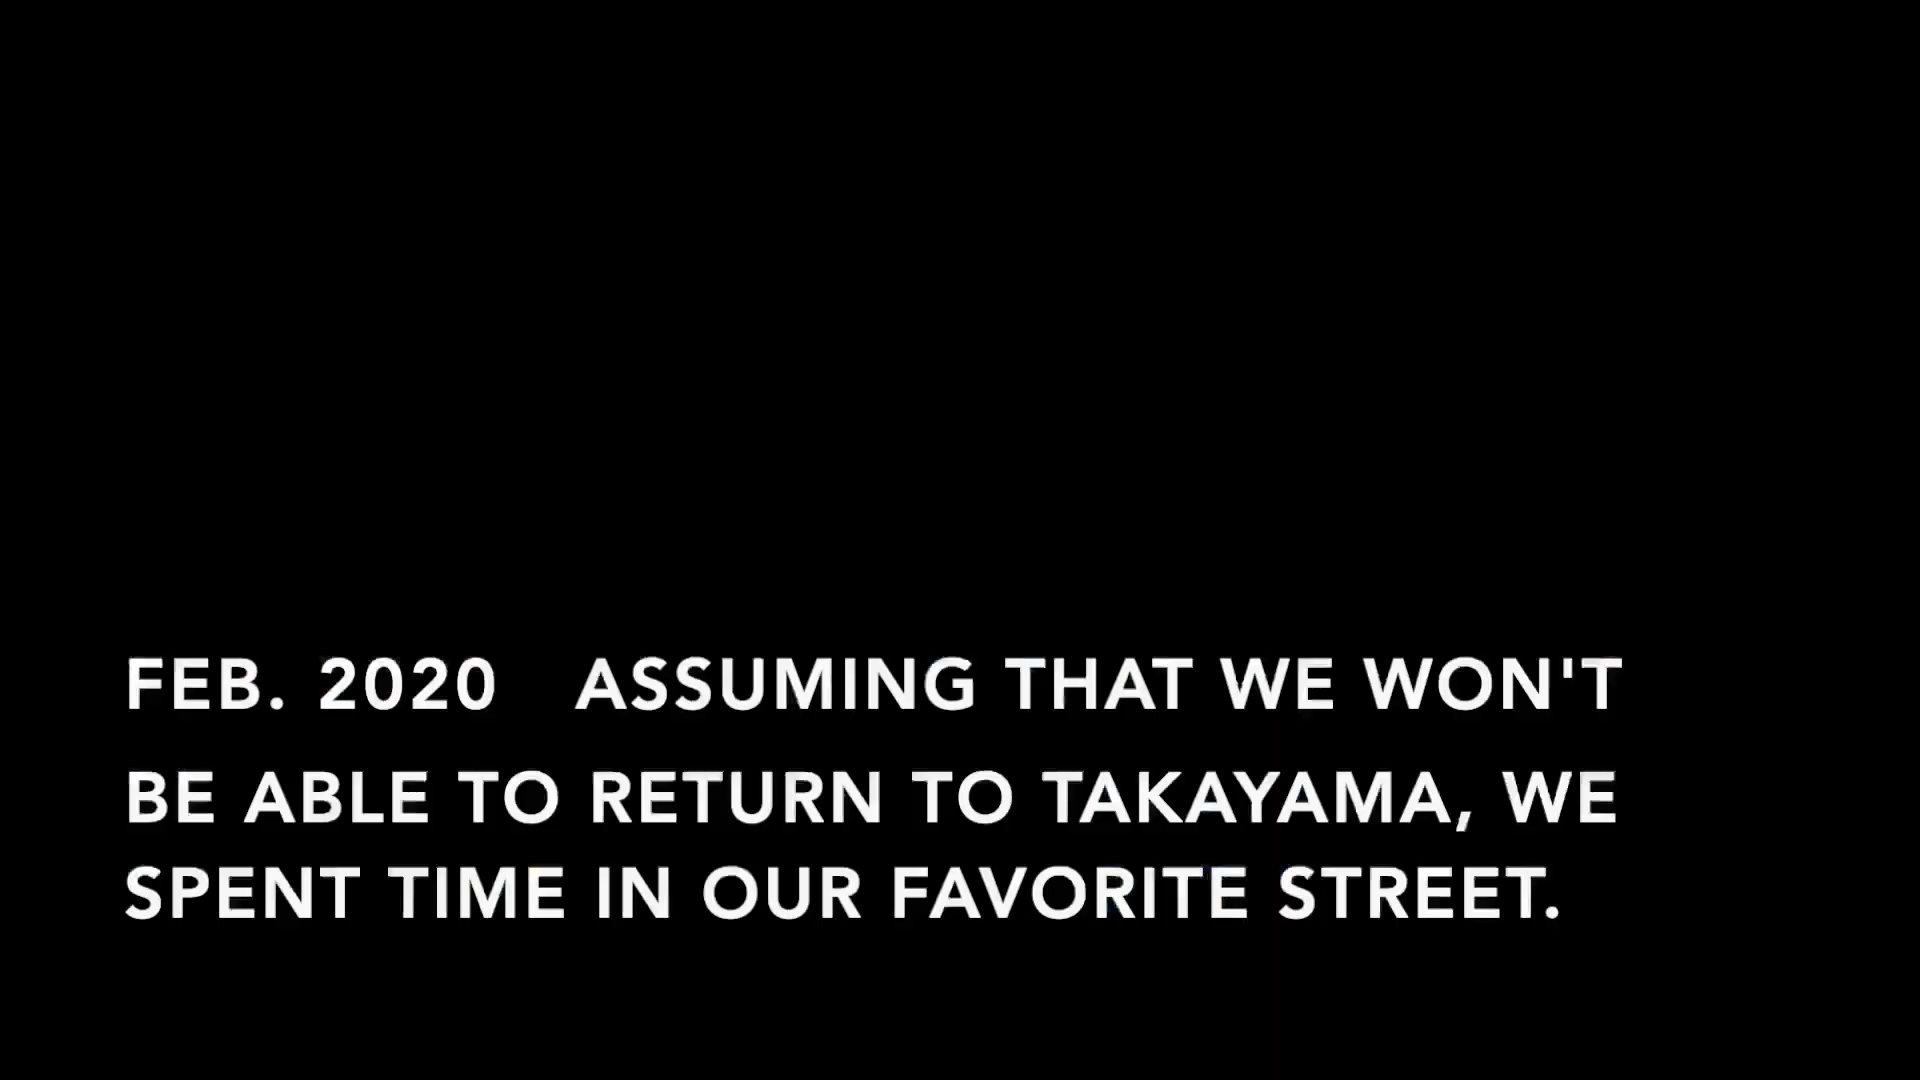 FEB. 2020   ASSUMING THAT WE WON'T
BE ABLE TO RETURN TO TAKAYAMA, WE
SPENT TIME IN OUR FAVORITE STREET.